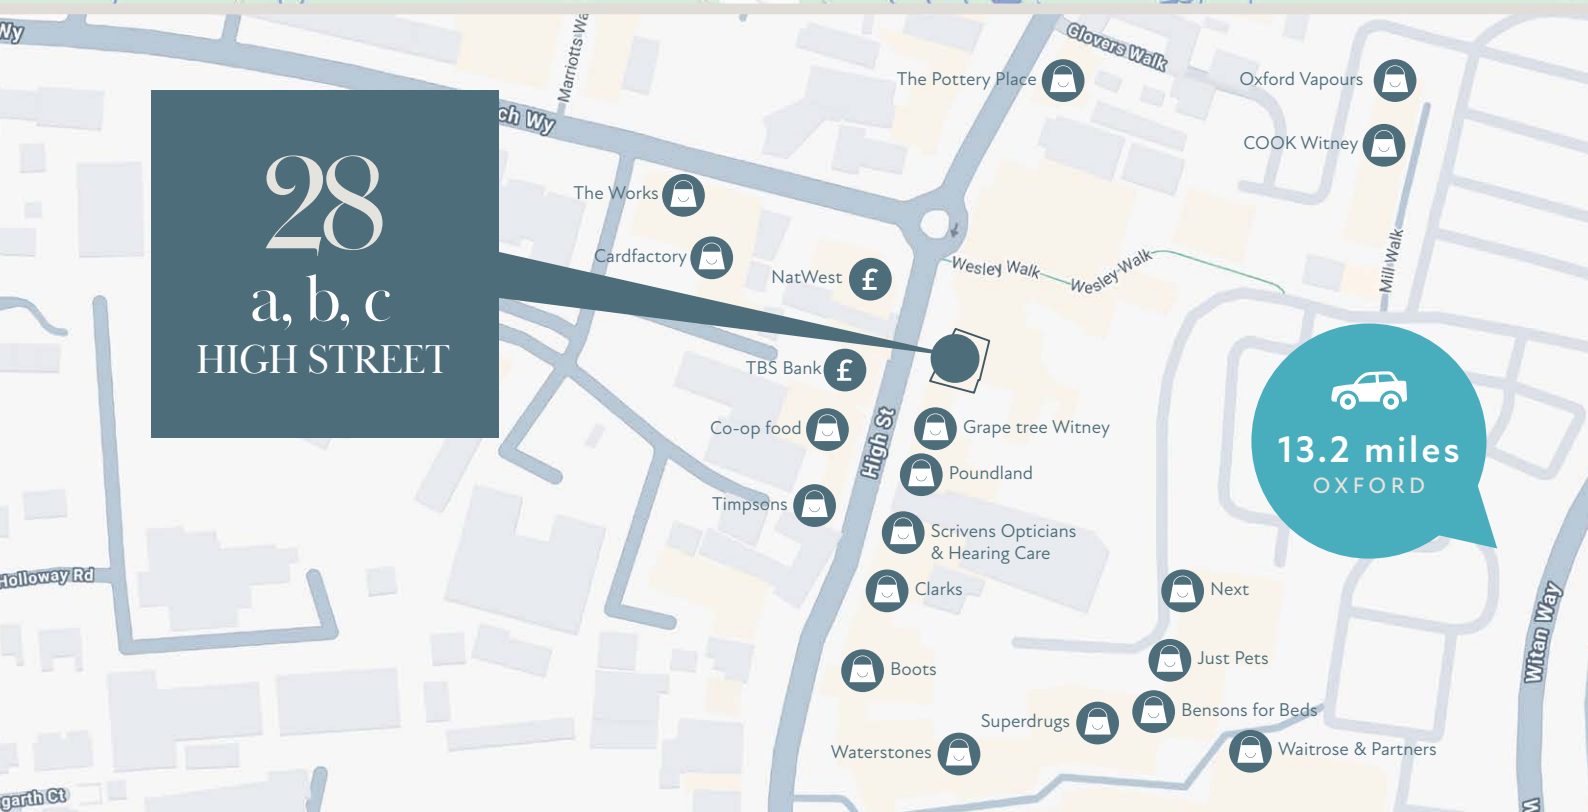 Wy
Marriotts Wa
Glovers Walk
The Pottery Place
Oxford Vapours
ch Wy
COOK Witney
28
a, b, c
HIGH STREET
The Works
Cardfactory
NatWest
£
Wesley Walk
Wesley Walk
Mill Walk
TBS Bank
£
Co-op food
High St
Grape tree Witney
Poundland
13.2 miles
OXFORD
Timpsons
Scrivens Opticians
& Hearing Care
Holloway Rd
Clarks
Next
Witan Way
Boots
Just Pets
Bensons for Beds
Superdrugs
Waterstones
Waitrose & Partners
garth Ct